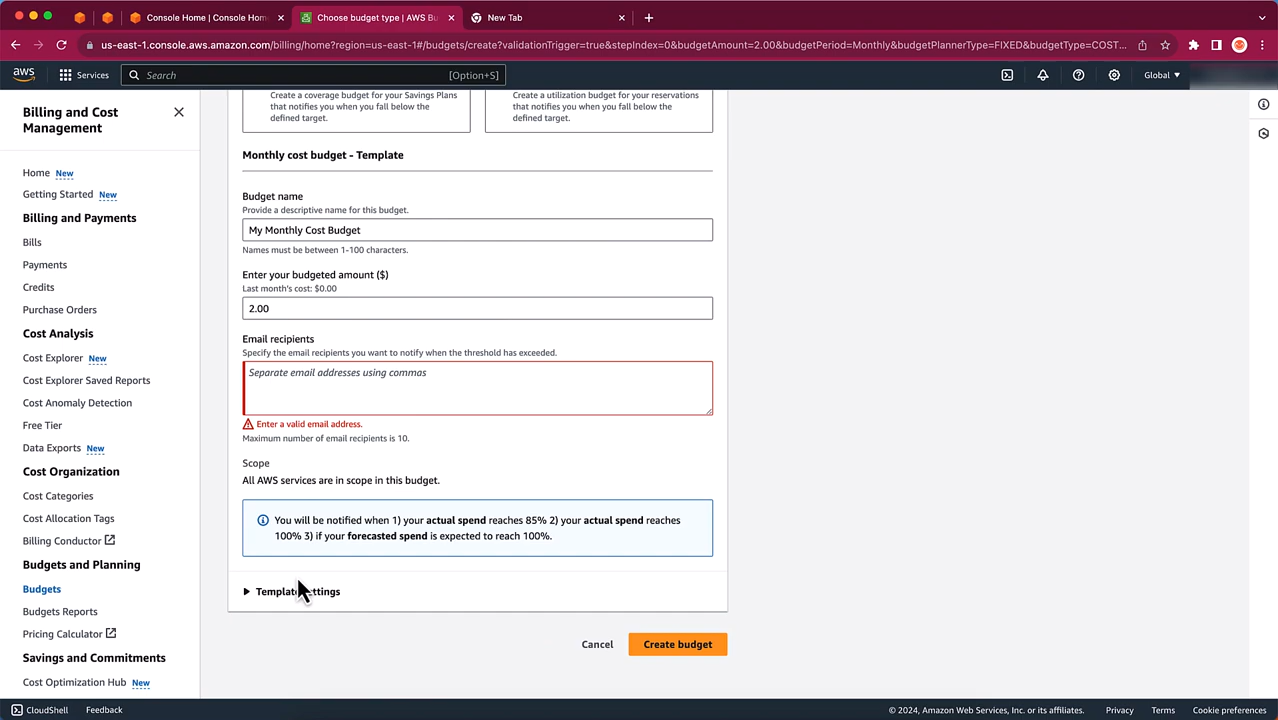 Console Home | Console Hom
Choose budget type | AWS Bu
New Tab
us-east-1.console.aws.amazon.com/billing/home?region=us-east-1#/budgets/create?validationTrigger=true&stepIndex=0&budgetAmount=2.00&budgetPeriod=Monthly&budgetPlannerType=FIXED&budgetType=COST...
aws
Services
Search
[Option+S]
Global
Billing and Cost
Management
Home New
Getting Started New
Billing and Payments
Bills
Payments
Credits
Purchase Orders
Cost Analysis
Cost Explorer New
Cost Explorer Saved Reports
Cost Anomaly Detection
Free Tier
Data Exports New
Cost Organization
Cost Categories
Cost Allocation Tags
Billing Conductor
Budgets and Planning
Budgets
Budgets Reports
Pricing Calculator
Savings and Commitments
Cost Optimization Hub New
Create a coverage budget for your Savings Plans
that notifies you when you fall below the
defined target.
Create a utilization budget for your reservations
that notifies you when you fall below the
defined target.
Monthly cost budget - Template
Budget name
Provide a descriptive name for this budget.
My Monthly Cost Budget
Names must be between 1-100 characters.
Enter your budgeted amount ($)
Last month's cost: $0.00
2.00
Email recipients
Specify the email recipients you want to notify when the threshold has exceeded.
Separate email addresses using commas
Enter a valid email address.
Maximum number of email recipients is 10.
Scope
All AWS services are in scope in this budget.
You will be notified when 1) your actual spend reaches 85% 2) your actual spend reaches
100% 3) if your forecasted spend is expected to reach 100%.
Template settings
Cancel
Create budget
CloudShell
Feedback
© 2024, Amazon Web Services, Inc. or its affiliates.
Privacy
Terms
Cookie preferences